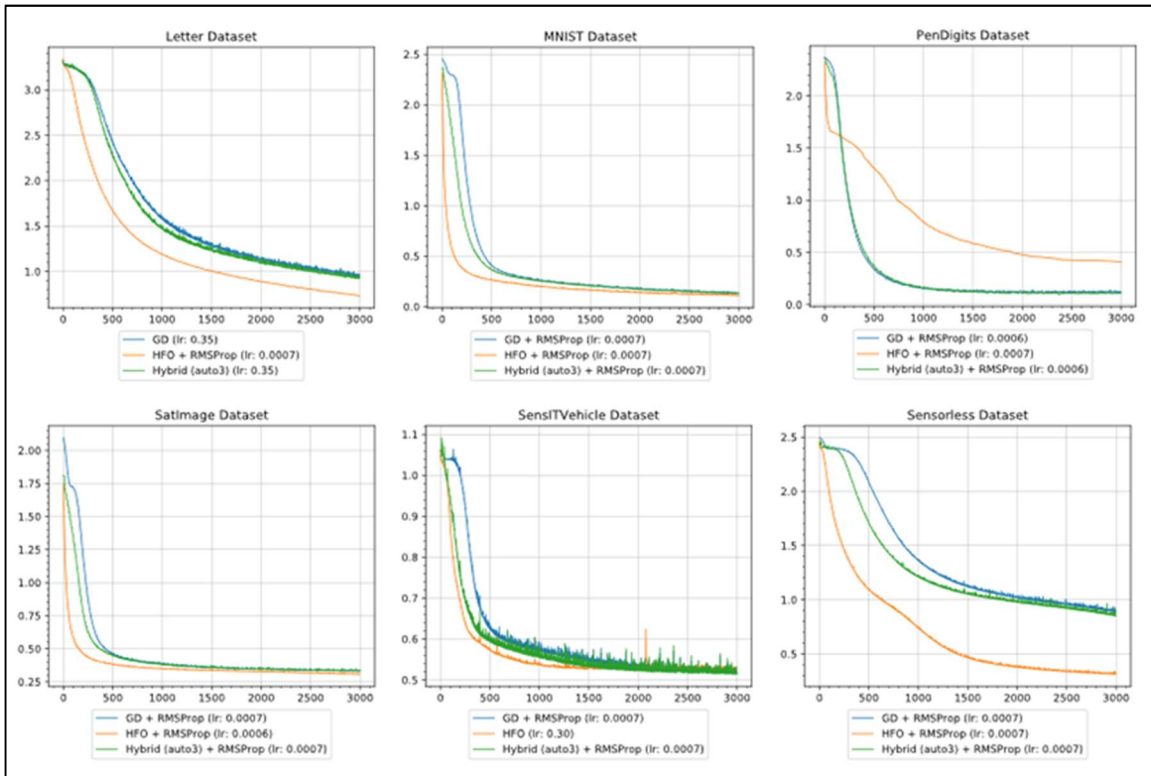 Letter Dataset
3.0
2.5
2.0
1.5
1.0
0 500 1000 1500 2000 2500 3000
GD (lr: 0.35)
HFO + RMSProp (lr: 0.0007)
Hybrid (auto3) (lr: 0.35)
MNIST Dataset
2.5
2.0
1.5
1.0
0.5
0.0
0 500 1000 1500 2000 2500 3000
GD + RMSProp (lr: 0.0007)
HFO + RMSProp (lr: 0.0007)
Hybrid (auto3) + RMSProp (lr: 0.0007)
PenDigits Dataset
2.0
1.5
1.0
0.5
0.0
0 500 1000 1500 2000 2500 3000
GD + RMSProp (lr: 0.0006)
HFO + RMSProp (lr: 0.0007)
Hybrid (auto3) + RMSProp (lr: 0.0006)
SatImage Dataset
2.00
1.75
1.50
1.25
1.00
0.75
0.50
0.25
0 500 1000 1500 2000 2500 3000
GD + RMSProp (lr: 0.0007)
HFO + RMSProp (lr: 0.0006)
Hybrid (auto3) + RMSProp (lr: 0.0007)
SensITVehicle Dataset
1.1
1.0
0.9
0.8
0.7
0.6
0.5
0 500 1000 1500 2000 2500 3000
GD + RMSProp (lr: 0.0007)
HFO (lr: 0.30)
Hybrid (auto3) + RMSProp (lr: 0.0007)
Sensorless Dataset
2.5
2.0
1.5
1.0
0.5
0 500 1000 1500 2000 2500 3000
GD + RMSProp (lr: 0.0007)
HFO + RMSProp (lr: 0.0007)
Hybrid (auto3) + RMSProp (lr: 0.0007)